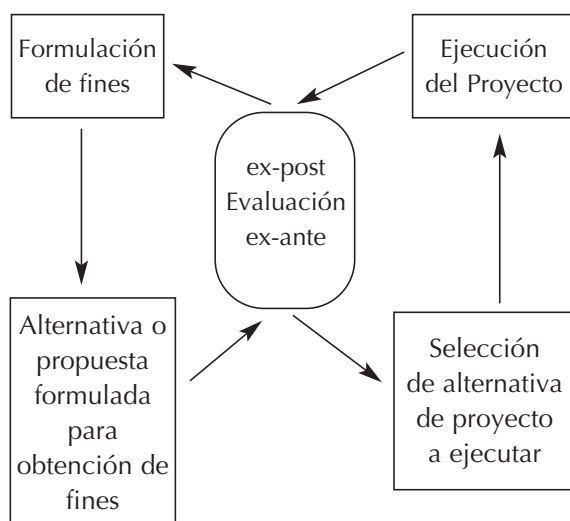 Formulación
de fines
Ejecución
del Proyecto
ex-post
Evaluación
ex-ante
Alternativa o
propuesta
formulada
para
obtención de
fines
Selección
de alternativa
de proyecto
a ejecutar